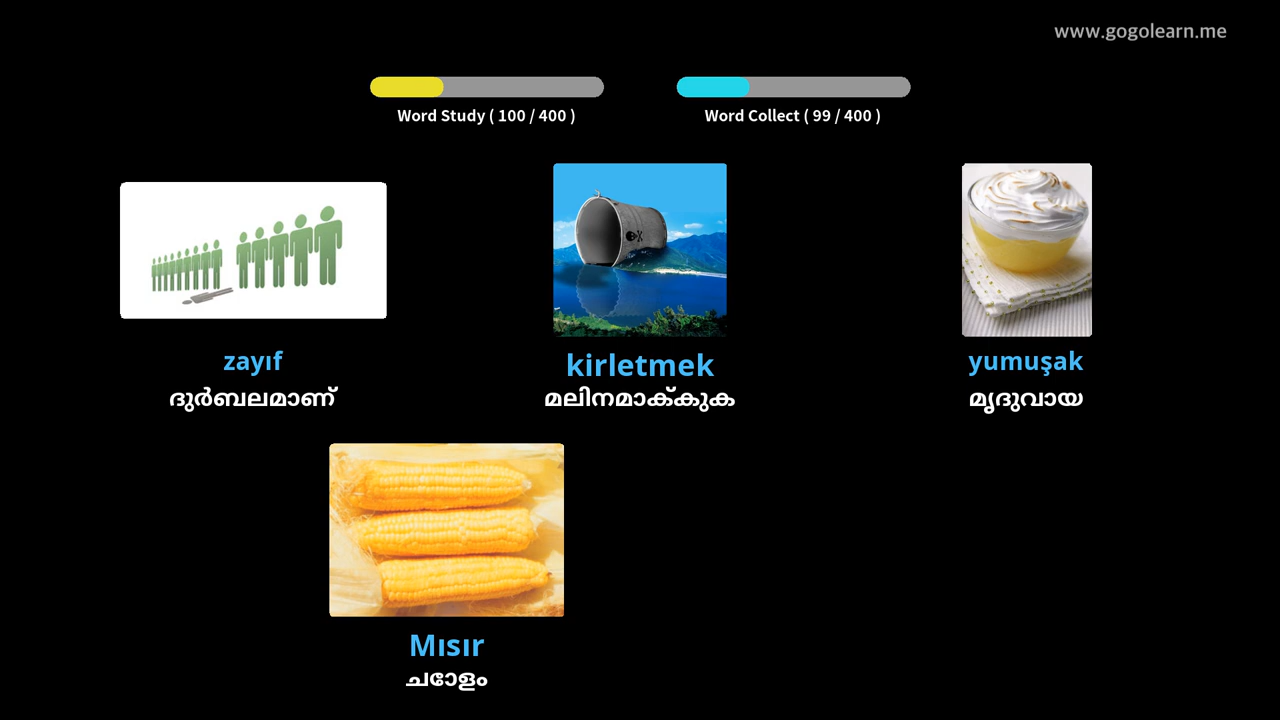 www.gogolearn.me
Word Study ( 100 / 400 )
Word Collect ( 99 / 400 )
zayıf
ദുർബലമാണ്
kirletmek
മലിനമാക്കുക
yumuşak
മൃദുവായ
Mısır
ചോളം